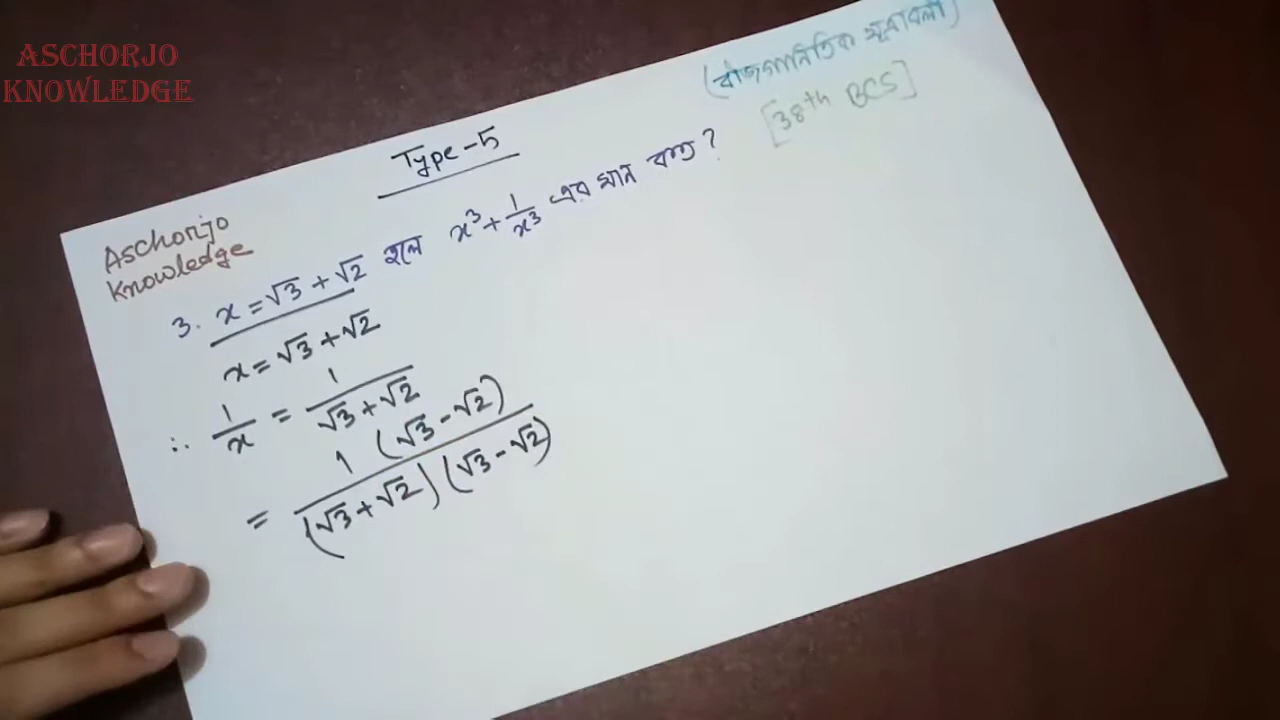 ASCHORJO
KNOWLEDGE
(বীজগানিতিক সূত্রাবলী)
[38th BCS]
Type-5
Aschorjo
Knowledge
3. x = √3 + √2 হলে x³ + 1/x³ এর মান কত?
x = √3 + √2
∴ 1/x = 1/(√3 + √2)
= 1 (√3 - √2)/(√3 + √2) (√3 - √2)